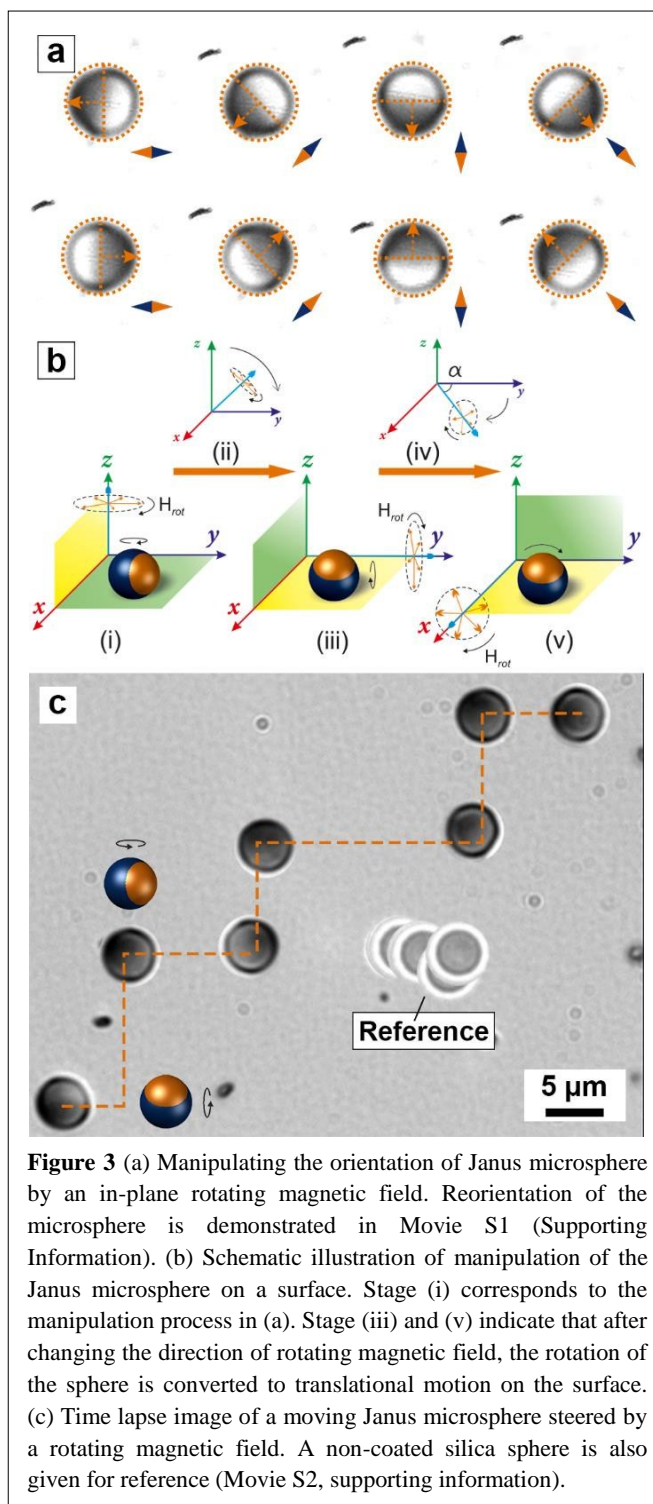 a
b
z
x
y
(ii)
z
α
y
x
(iv)
z
H_rot
y
x
(i)
z
H_rot
y
x
(iii)
z
y
x
H_rot
(v)
c
Reference
5 µm
Figure 3 (a) Manipulating the orientation of Janus microsphere
by an in-plane rotating magnetic field. Reorientation of the
microsphere is demonstrated in Movie S1 (Supporting
Information). (b) Schematic illustration of manipulation of the
Janus microsphere on a surface. Stage (i) corresponds to the
manipulation process in (a). Stage (iii) and (v) indicate that after
changing the direction of rotating magnetic field, the rotation of
the sphere is converted to translational motion on the surface.
(c) Time lapse image of a moving Janus microsphere steered by
a rotating magnetic field. A non-coated silica sphere is also
given for reference (Movie S2, supporting information).